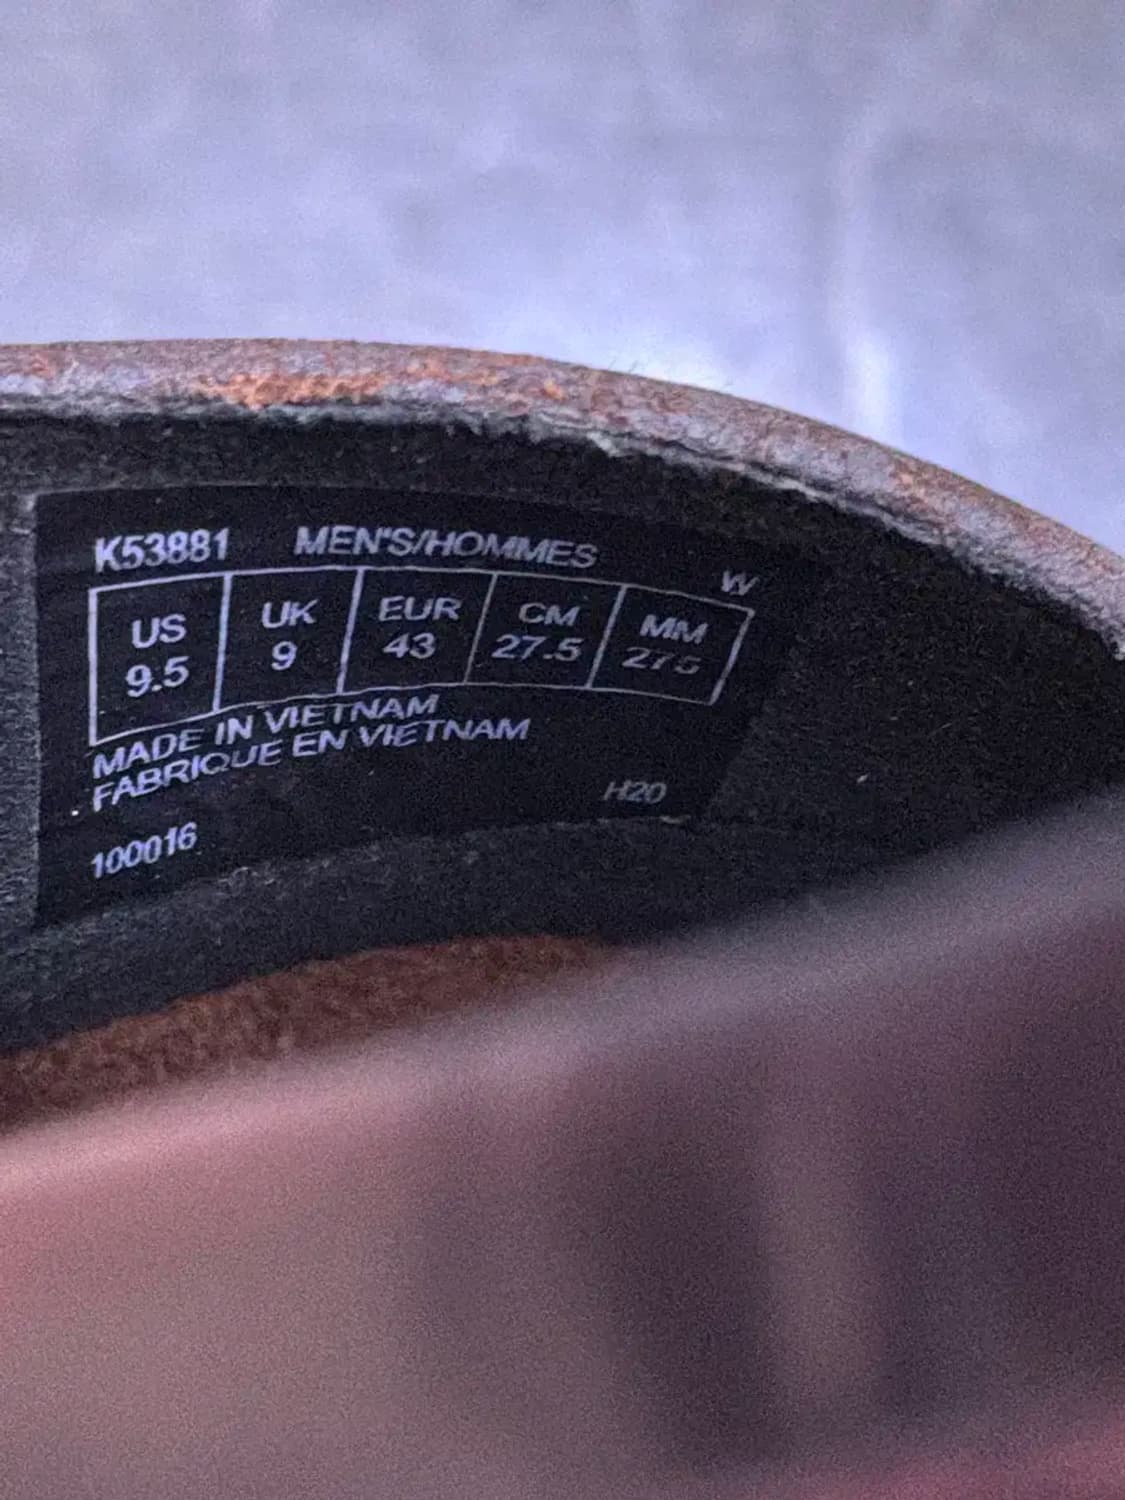 K53881 MEN'S/HOMMES W
US UK EUR CM MM
9.5 9 43 27.5 275
MADE IN VIETNAM
FABRIQUE EN VIETNAM
H20
100016